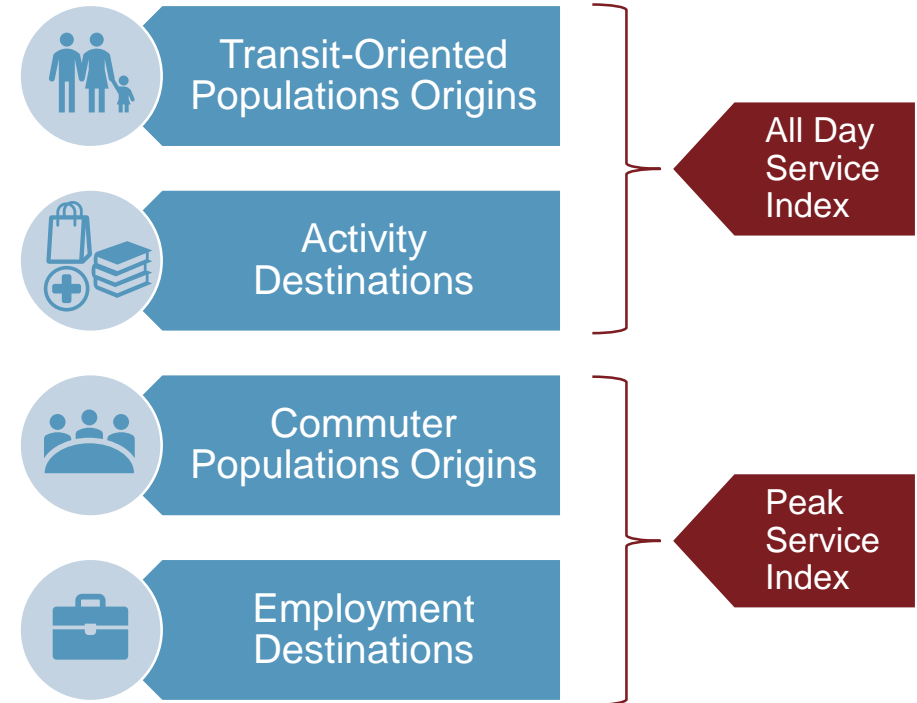 Transit-Oriented
Populations Origins
Activity
Destinations
All Day
Service
Index
Commuter
Populations Origins
Employment
Destinations
Peak
Service
Index